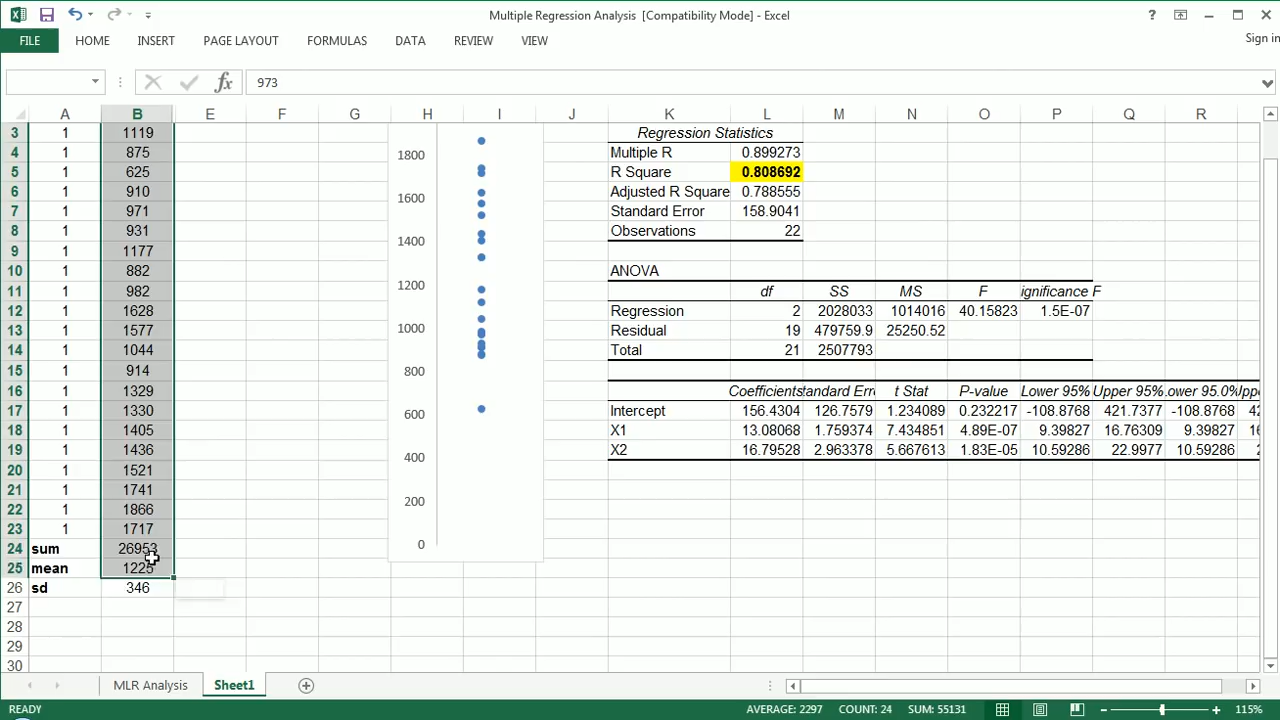 Multiple Regression Analysis [Compatibility Mode] - Excel
?
FILE HOME INSERT PAGE LAYOUT FORMULAS DATA REVIEW VIEW Sign in
fx 973
A B E F G H I J K L M N O P Q R
3 1 1119 Regression Statistics
4 1 875 1800 Multiple R 0.899273
5 1 625 R Square 0.808692
6 1 910 1600 Adjusted R Square 0.788555
7 1 971 Standard Error 158.9041
8 1 931 1400 Observations 22
9 1 1177
10 1 882 1200 ANOVA
11 1 982 df SS MS F ignificance F
12 1 1628 Regression 2 2028033 1014016 40.15823 1.5E-07
13 1 1577 1000 Residual 19 479759.9 25250.52
14 1 1044 Total 21 2507793
15 1 914 800
16 1 1329 Coefficients tandard Erro t Stat P-value Lower 95% Upper 95% .ower 95.0% Jpp
17 1 1330 600 Intercept 156.4304 126.7579 1.234089 0.232217 -108.8768 421.7377 -108.8768 42
18 1 1405 X1 13.08068 1.759374 7.434851 4.89E-07 9.39827 16.76309 9.39827 16
19 1 1436 400 X2 16.79528 2.963378 5.667613 1.83E-05 10.59286 22.9977 10.59286
20 1 1521
21 1 1741 200
22 1 1866
23 1 1717
24 sum 26953 0
25 mean 1225
26 sd 346
27
28
29
30
MLR Analysis Sheet1
READY AVERAGE: 2297 COUNT: 24 SUM: 55131 115%